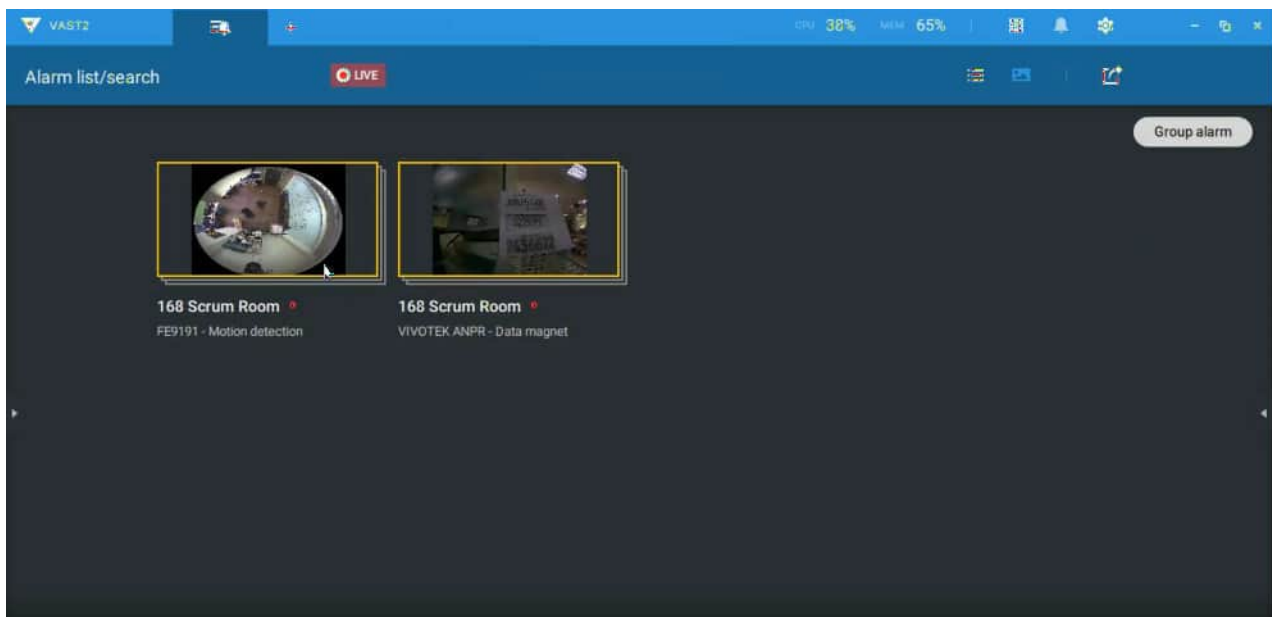 VAST2
CPU 38% MEM 65%
Alarm list/search
LIVE
Group alarm
168 Scrum Room
FE9191 - Motion detection
168 Scrum Room
VIVOTEK ANPR - Data magnet